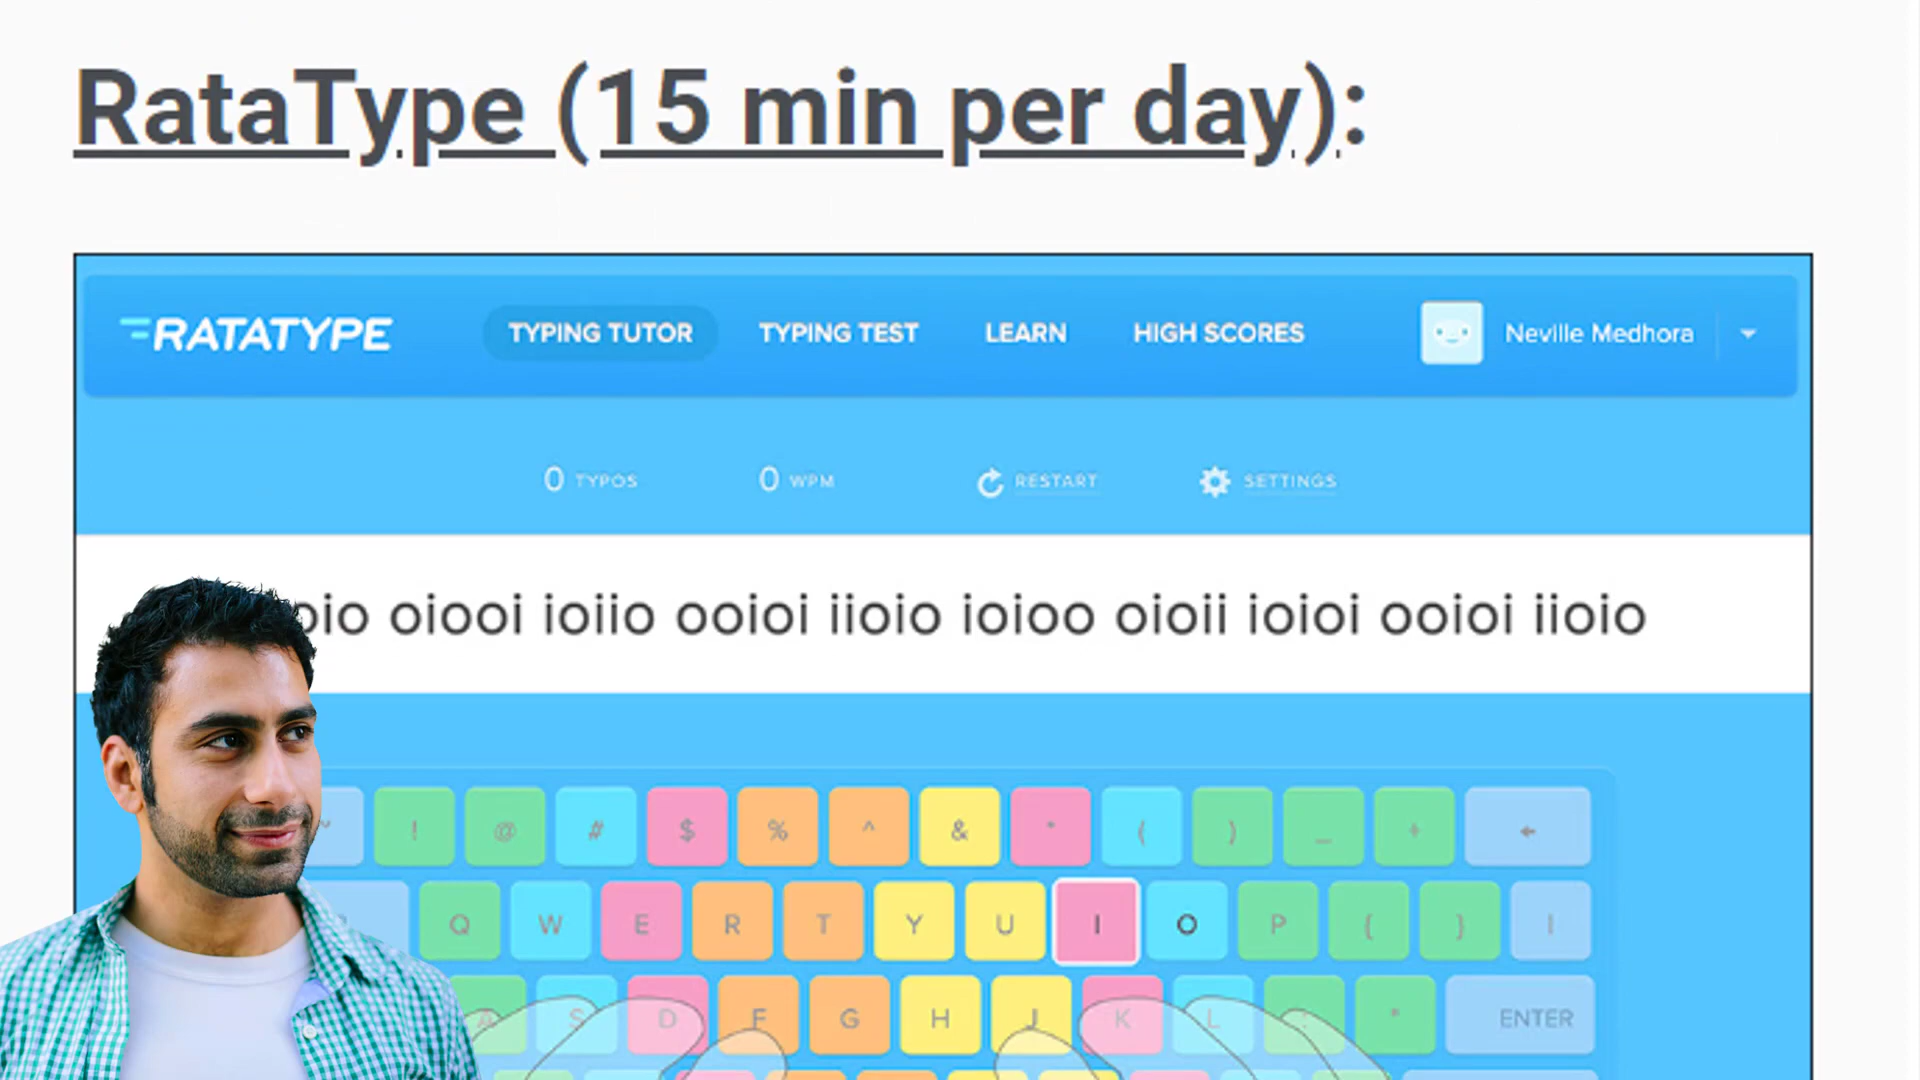 RataType (15 min per day):
RATATYPE TYPING TUTOR TYPING TEST LEARN HIGH SCORES Neville Medhora
0 TYPOS 0 WPM RESTART SETTINGS
oio oiooi ioiio ooioi iioio ioioo oioii ioioi ooioi iioio
~ ! @ # $ % ^ & * ( ) _ + ←
Q W E R T Y U I O P { } |
A S D F G H J K L : " ENTER